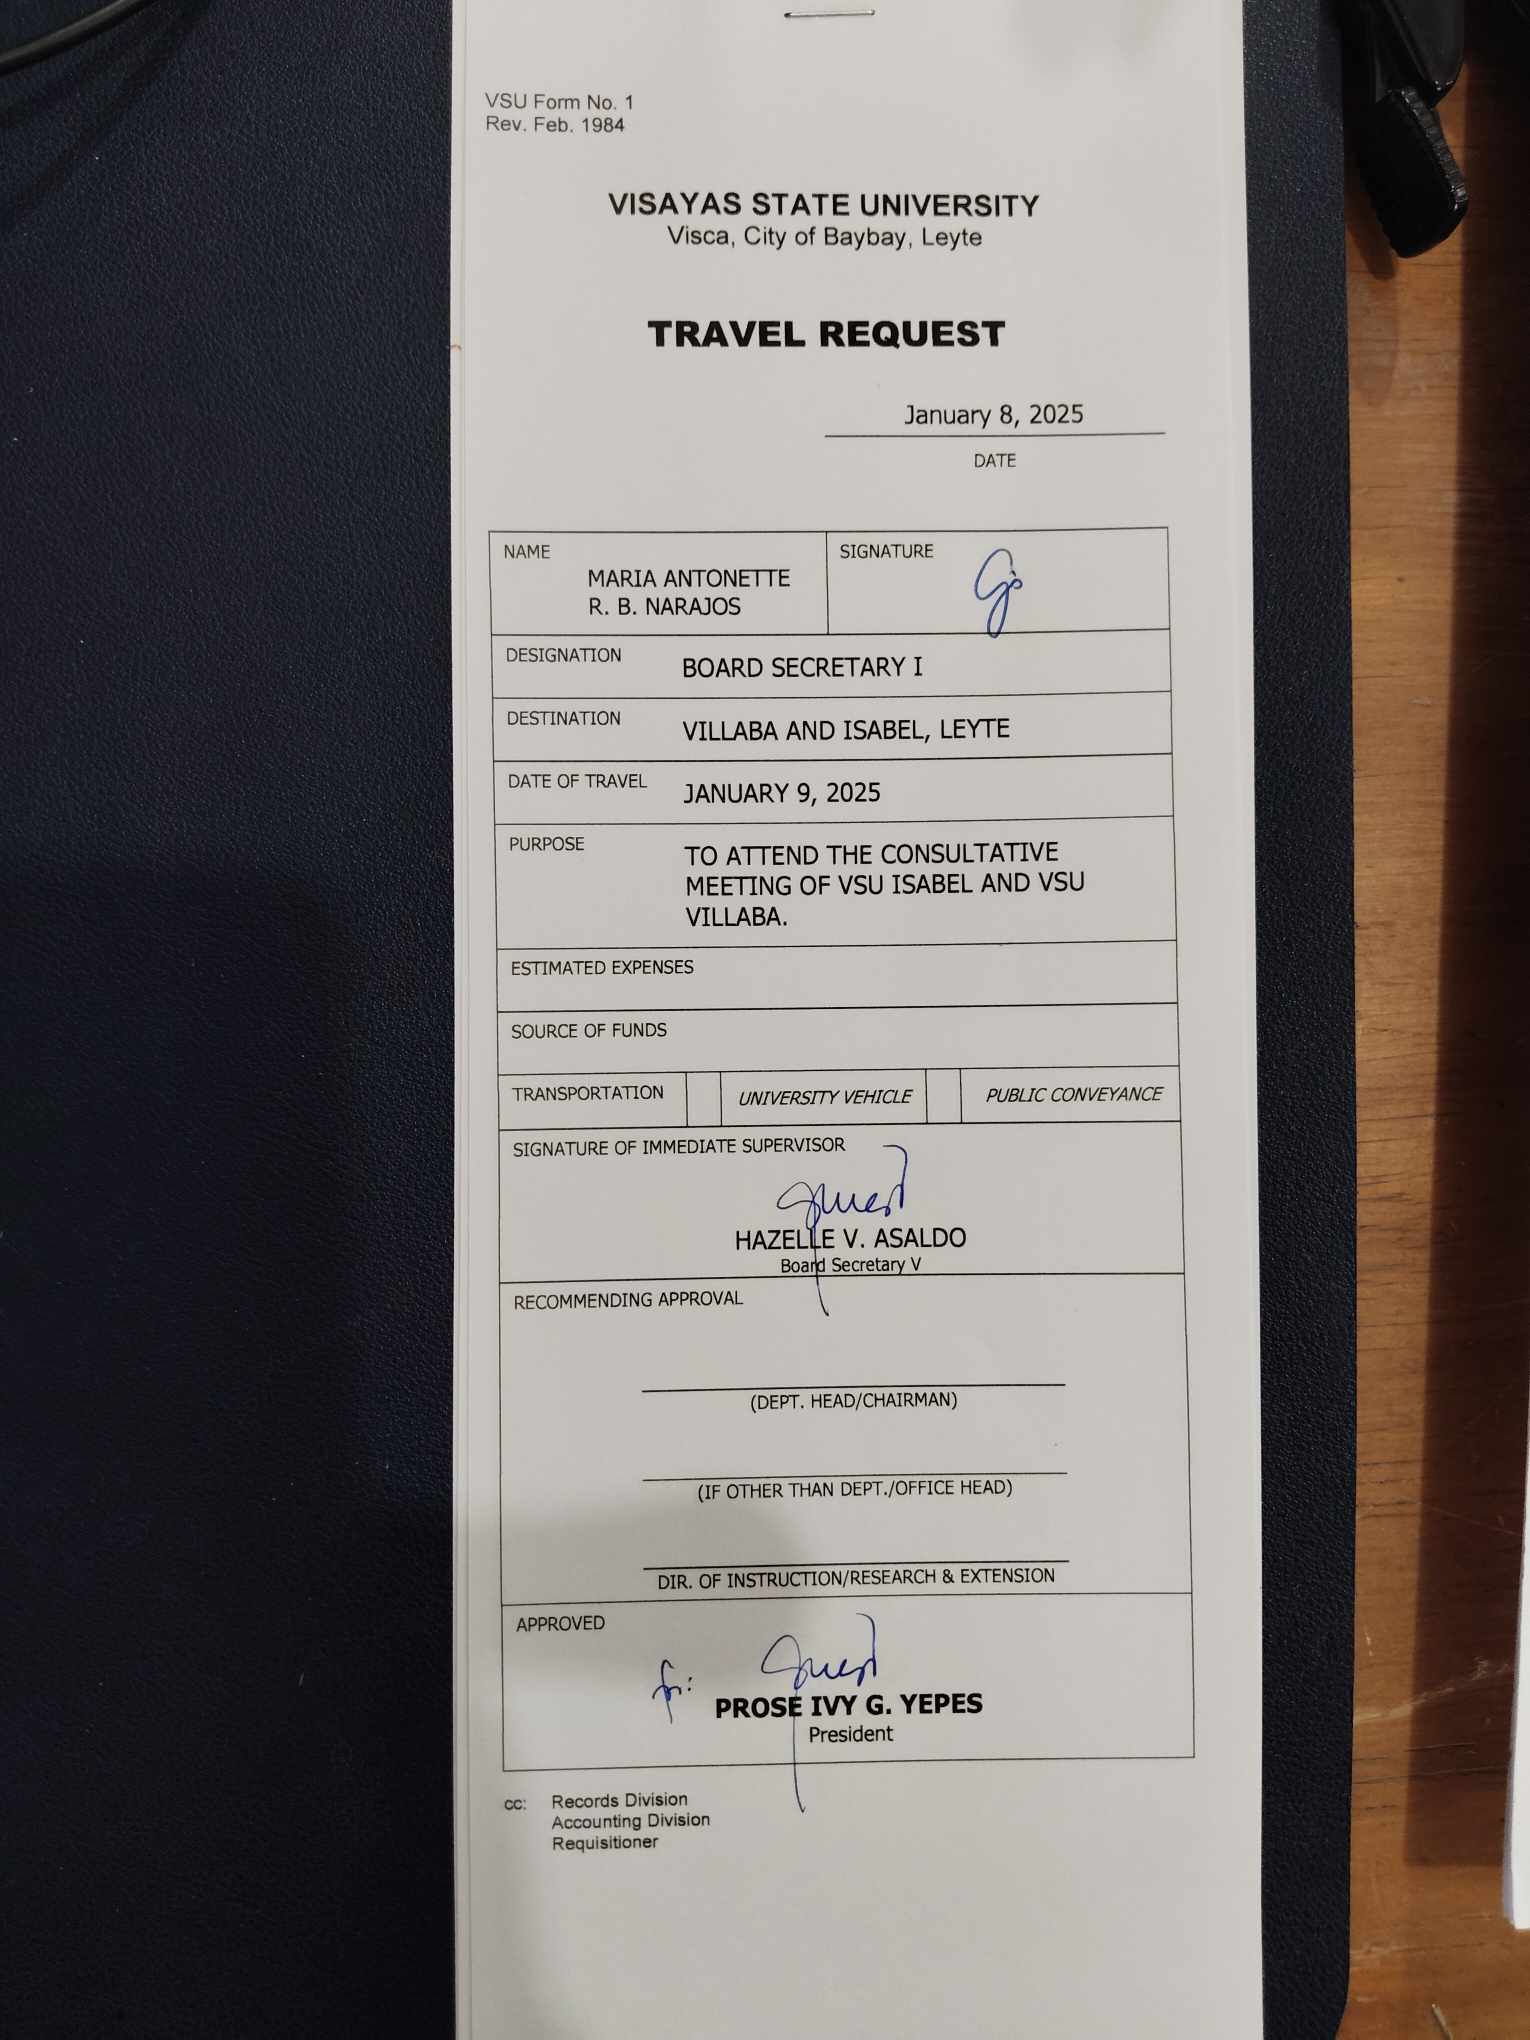 VSU Form No. 1
Rev. Feb. 1984
VISAYAS STATE UNIVERSITY
Visca, City of Baybay, Leyte
TRAVEL REQUEST
January 8, 2025
DATE
NAME
MARIA ANTONETTE
R. B. NARAJOS
SIGNATURE
DESIGNATION BOARD SECRETARY I
DESTINATION VILLABA AND ISABEL, LEYTE
DATE OF TRAVEL JANUARY 9, 2025
PURPOSE TO ATTEND THE CONSULTATIVE
MEETING OF VSU ISABEL AND VSU
VILLABA.
ESTIMATED EXPENSES
SOURCE OF FUNDS
TRANSPORTATION UNIVERSITY VEHICLE PUBLIC CONVEYANCE
SIGNATURE OF IMMEDIATE SUPERVISOR
HAZELLE V. ASALDO
Board Secretary V
RECOMMENDING APPROVAL
(DEPT. HEAD/CHAIRMAN)
(IF OTHER THAN DEPT./OFFICE HEAD)
DIR. OF INSTRUCTION/RESEARCH & EXTENSION
APPROVED
for:
PROSE IVY G. YEPES
President
cc: Records Division
Accounting Division
Requisitioner